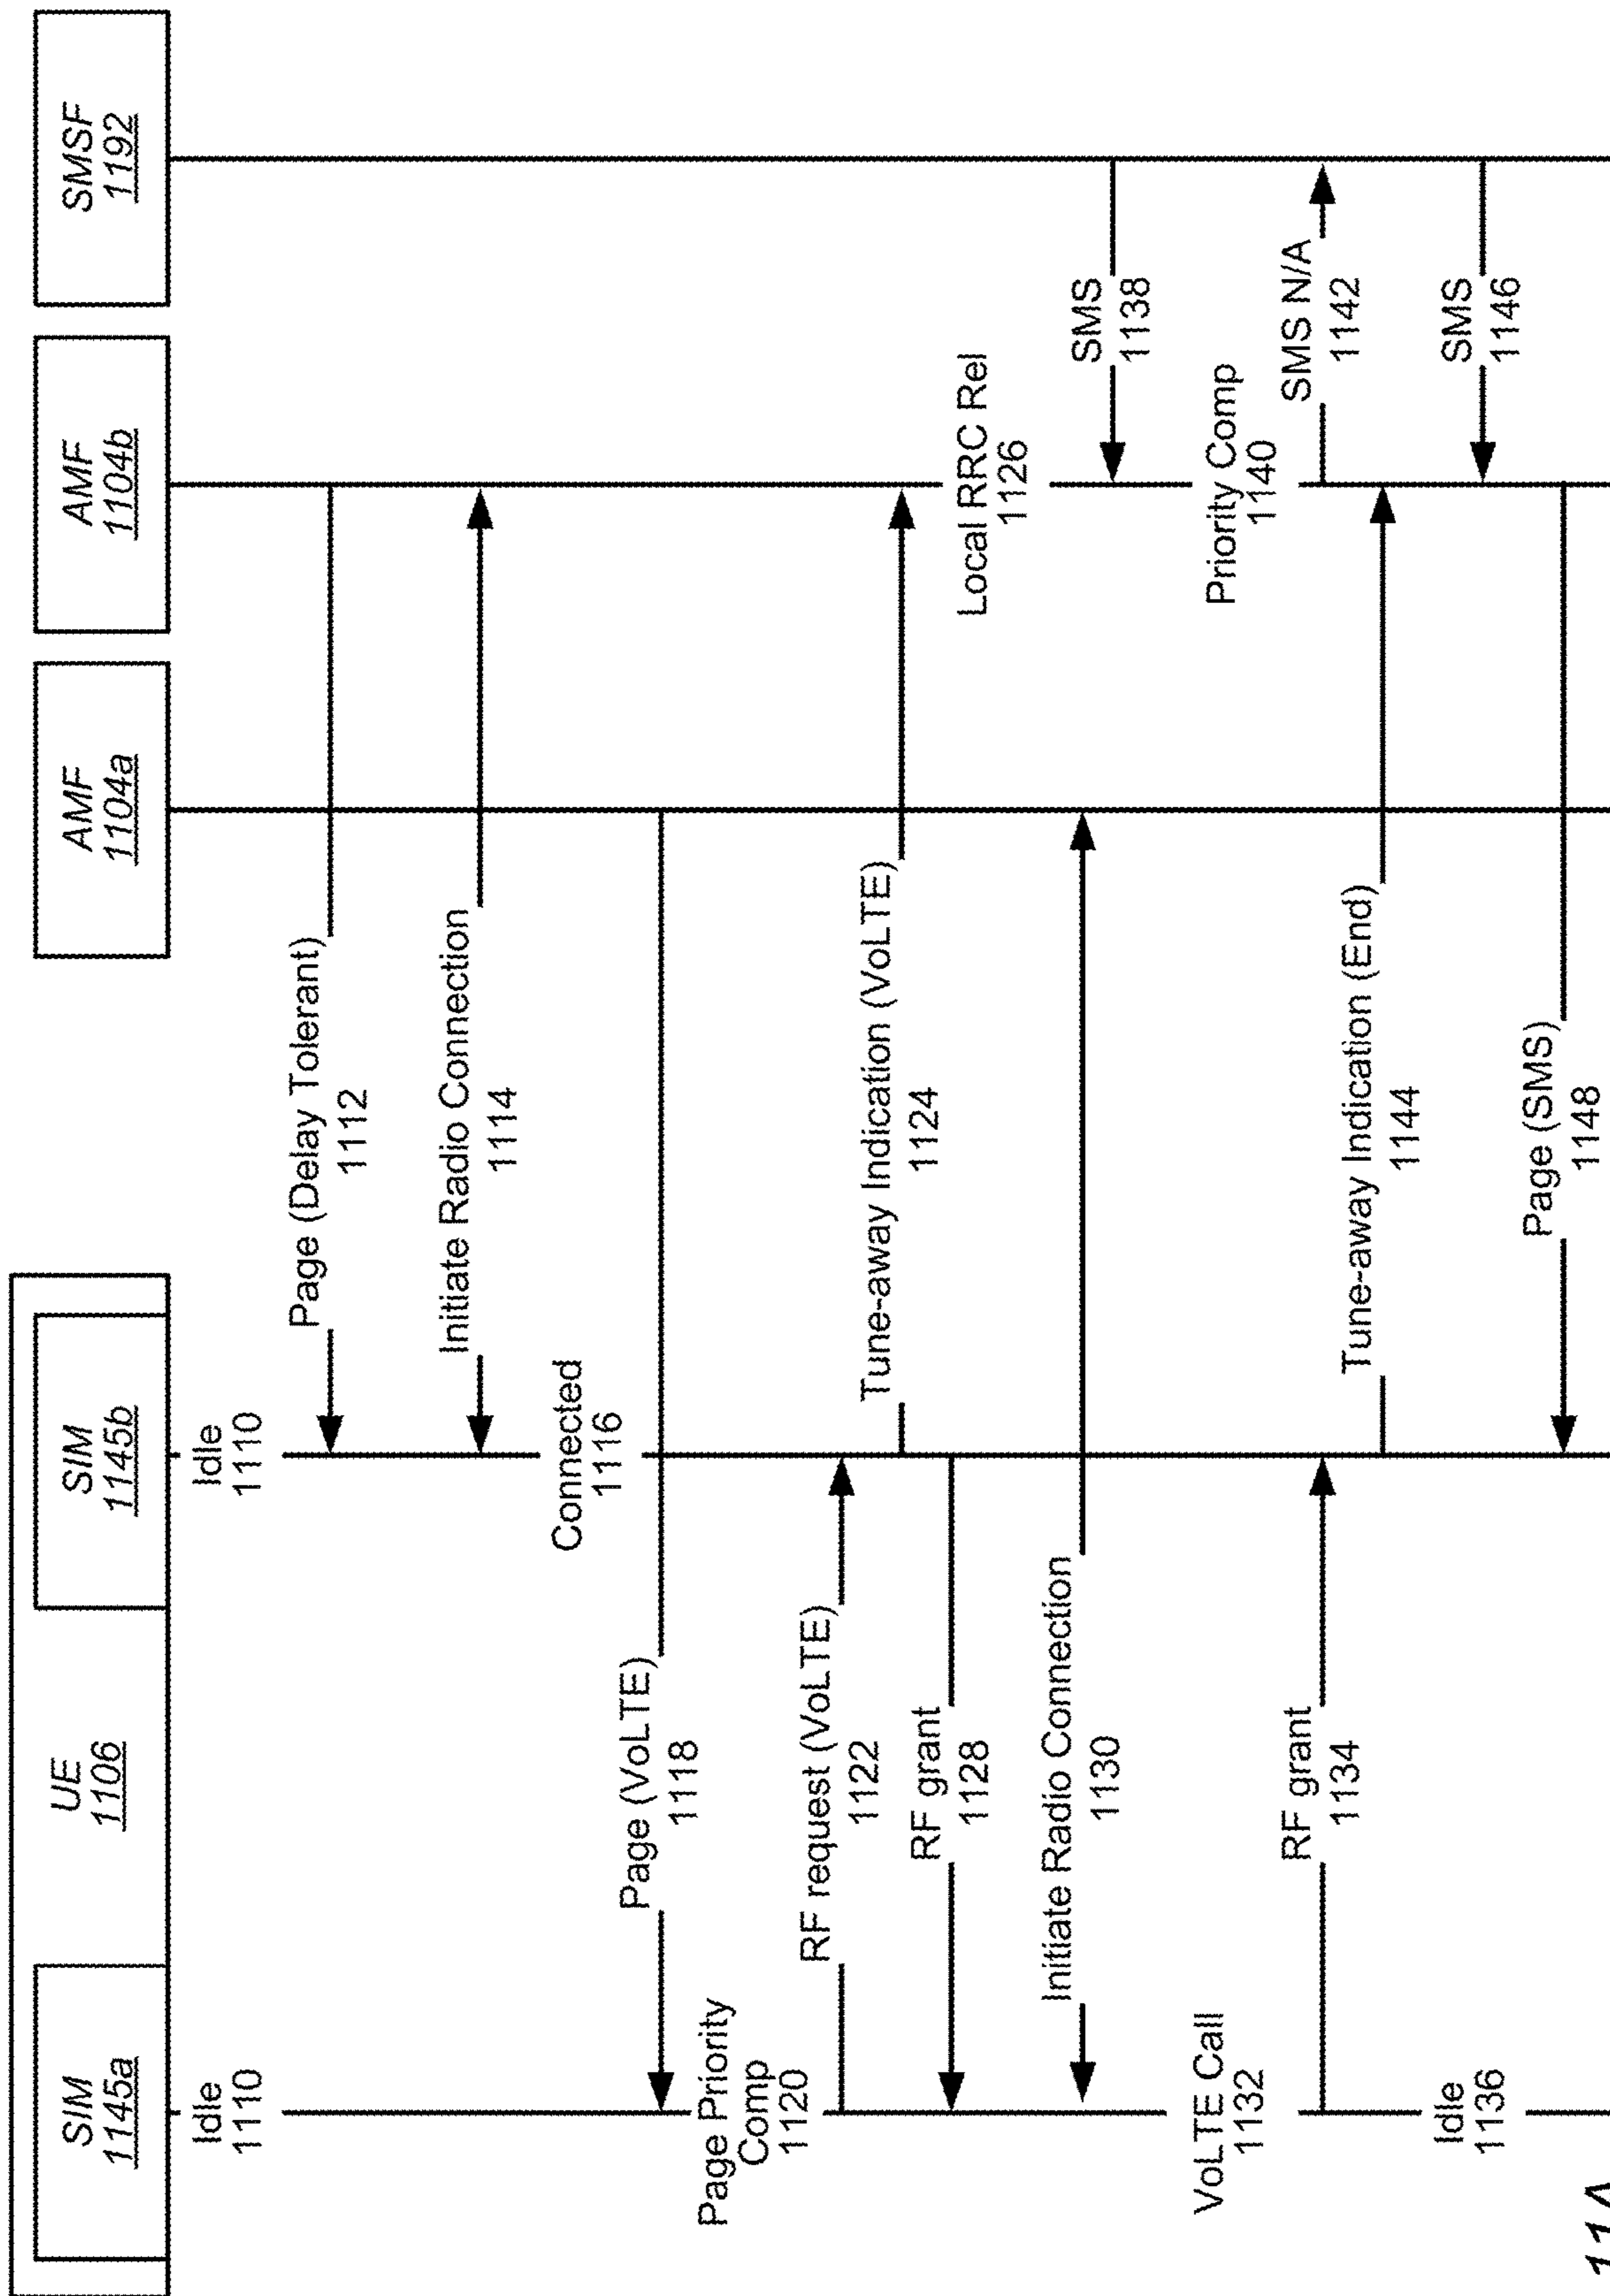 UE
1106
SIM
1145a
SIM
1145b
AMF
1104a
AMF
1104b
SMSF
1192
Idle
1110
Idle
1110
Page (Delay Tolerant)
1112
Initiate Radio Connection
1114
Connected
1116
Page (VoLTE)
1118
Page Priority
Comp
1120
RF request (VoLTE)
1122
Tune-away Indication (VoLTE)
1124
RF grant
1128
Local RRC Rel
1126
Initiate Radio Connection
1130
SMS
1138
VoLTE Call
1132
Priority Comp
1140
RF grant
1134
SMS N/A
1142
Tune-away Indication (End)
1144
Idle
1136
SMS
1146
Page (SMS)
1148
11A